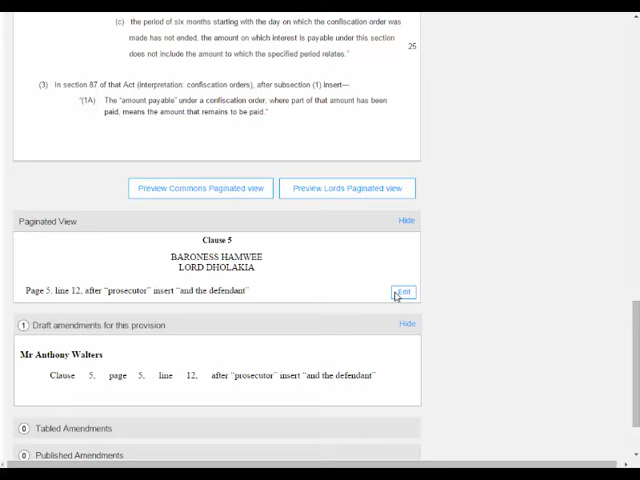 (c) the period of six months starting with the day on which the confiscation order was
made has not ended, the amount on which interest is payable under this section
does not include the amount to which the specified period relates.”
25
(3) In section 87 of that Act (interpretation: confiscation orders), after subsection (1) insert—
“(1A) The “amount payable” under a confiscation order, where part of that amount has been
paid, means the amount that remains to be paid.”
Preview Commons Paginated view
Preview Lords Paginated view
Paginated View
Hide
Clause 5
BARONESS HAMWEE
LORD DHOLAKIA
Page 5, line 12, after “prosecutor” insert “and the defendant”
Edit
1 Draft amendments for this provision
Hide
Mr Anthony Walters
Clause 5, page 5, line 12, after “prosecutor” insert “and the defendant”
0 Tabled Amendments
0 Published Amendments